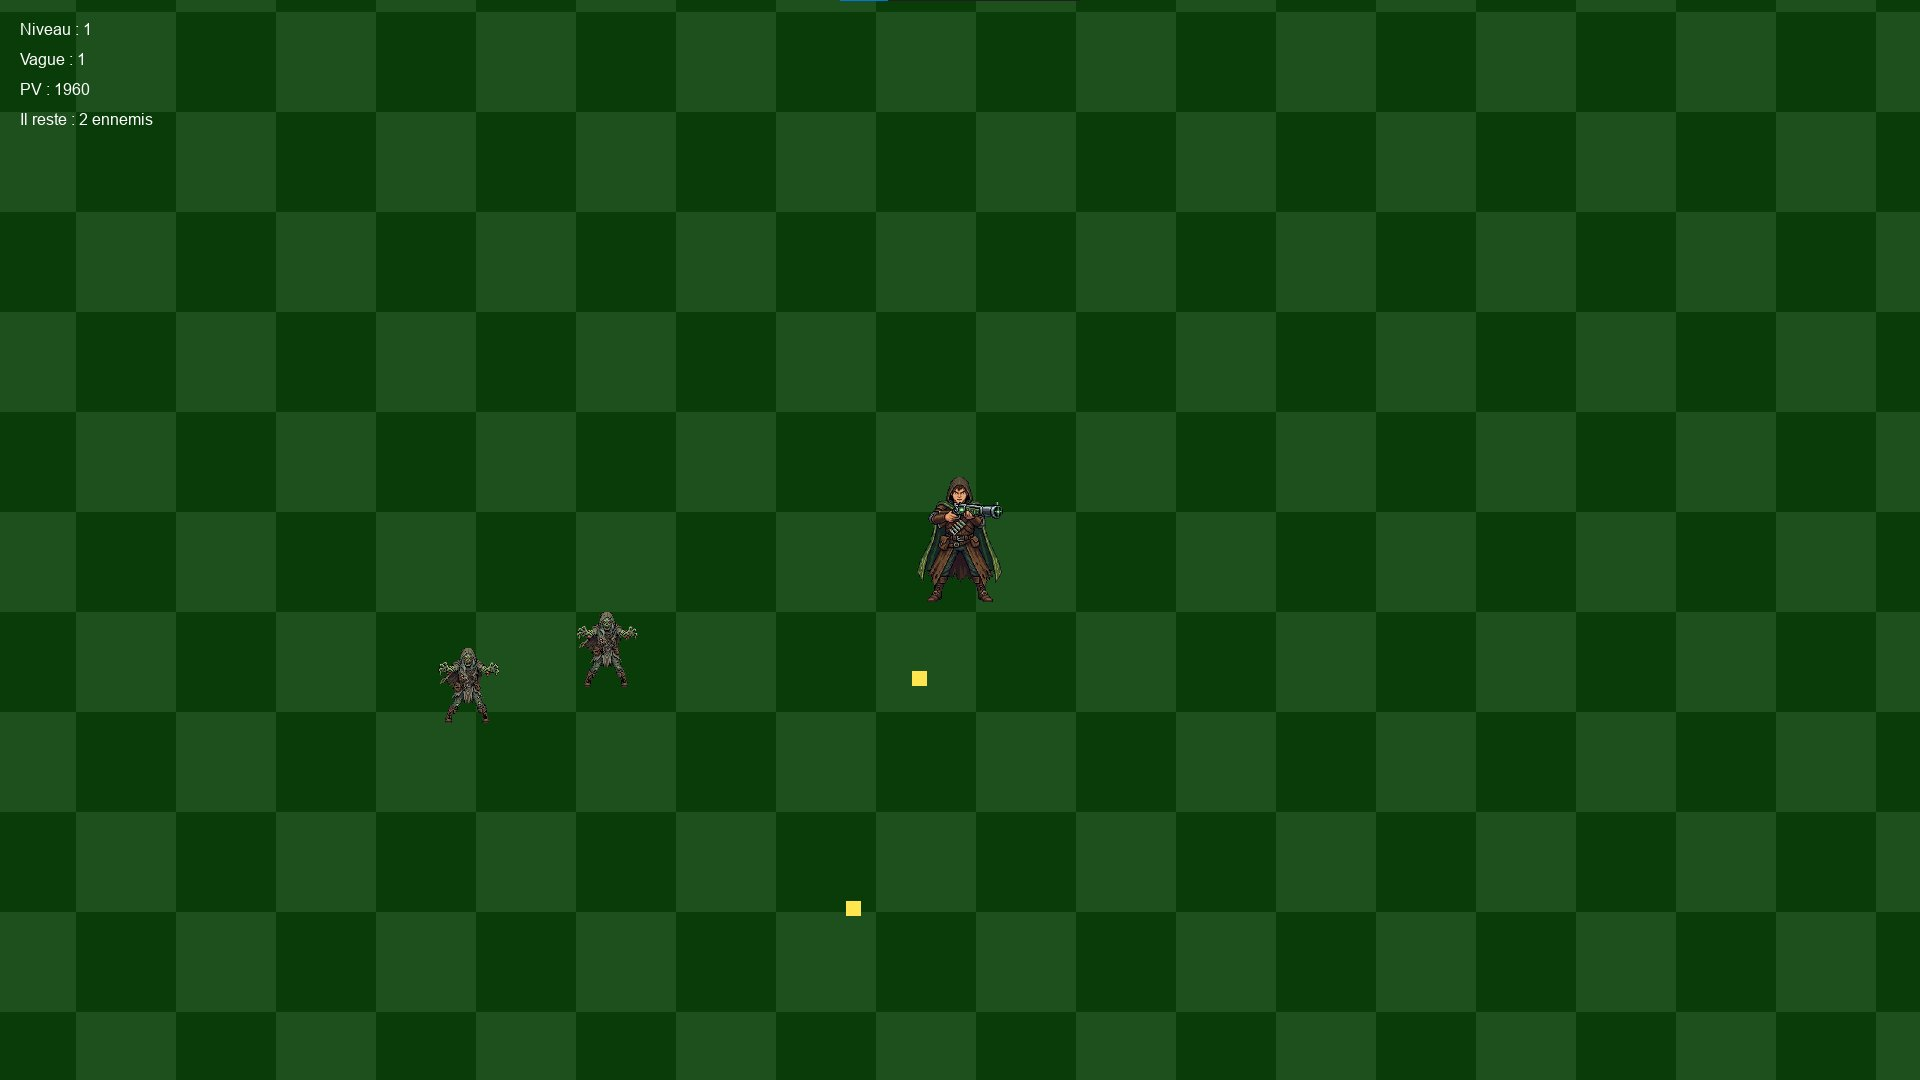 Niveau : 1
Vague : 1
PV : 1960
Il reste : 2 ennemis